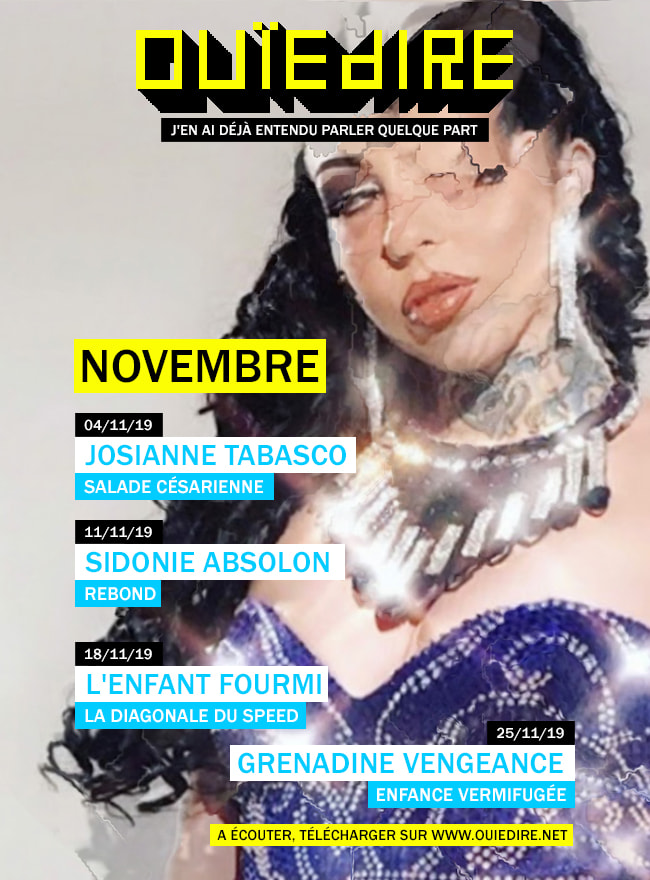 OUÏEDIRE
J'EN AI DÉJÀ ENTENDU PARLER QUELQUE PART
NOVEMBRE
04/11/19
JOSIANNE TABASCO
SALADE CÉSARIENNE
11/11/19
SIDONIE ABSOLON
REBOND
18/11/19
L'ENFANT FOURMI
LA DIAGONALE DU SPEED
25/11/19
GRENADINE VENGEANCE
ENFANCE VERMIFUGÉE
A ÉCOUTER, TÉLÉCHARGER SUR WWW.OUIEDIRE.NET